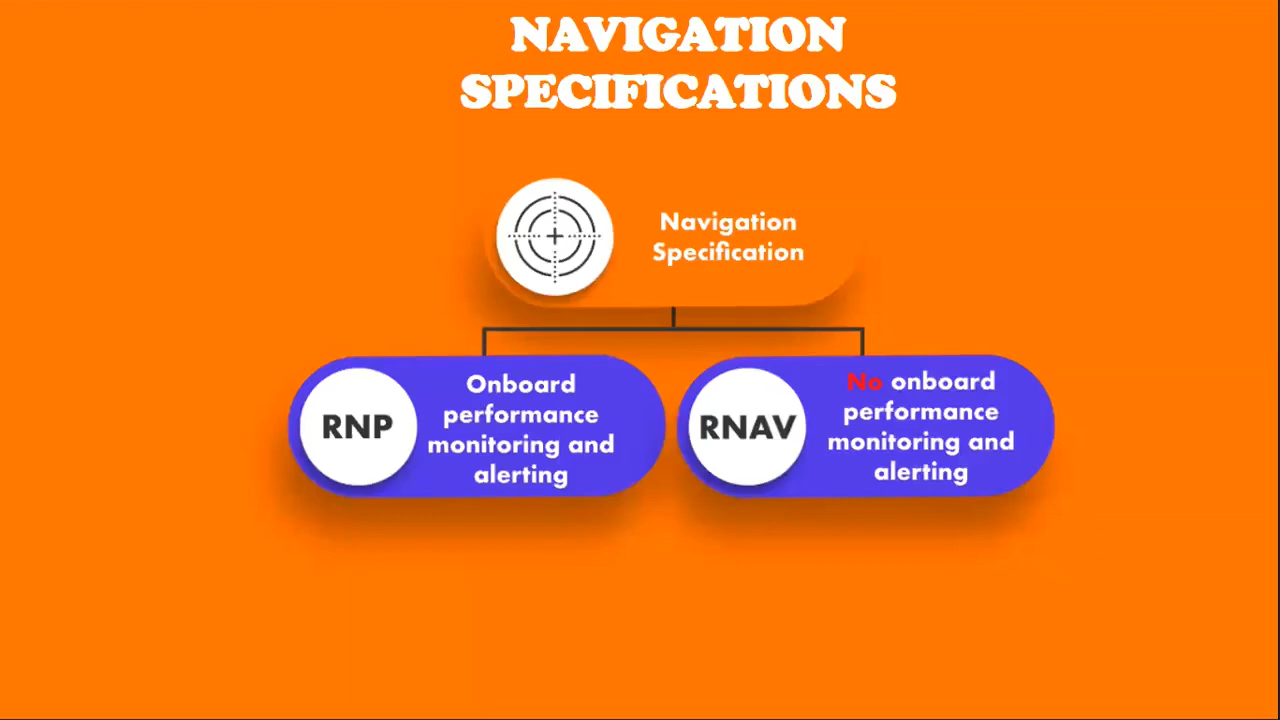 NAVIGATION
SPECIFICATIONS
Navigation
Specification
RNP
Onboard
performance
monitoring and
alerting
RNAV
No onboard
performance
monitoring and
alerting